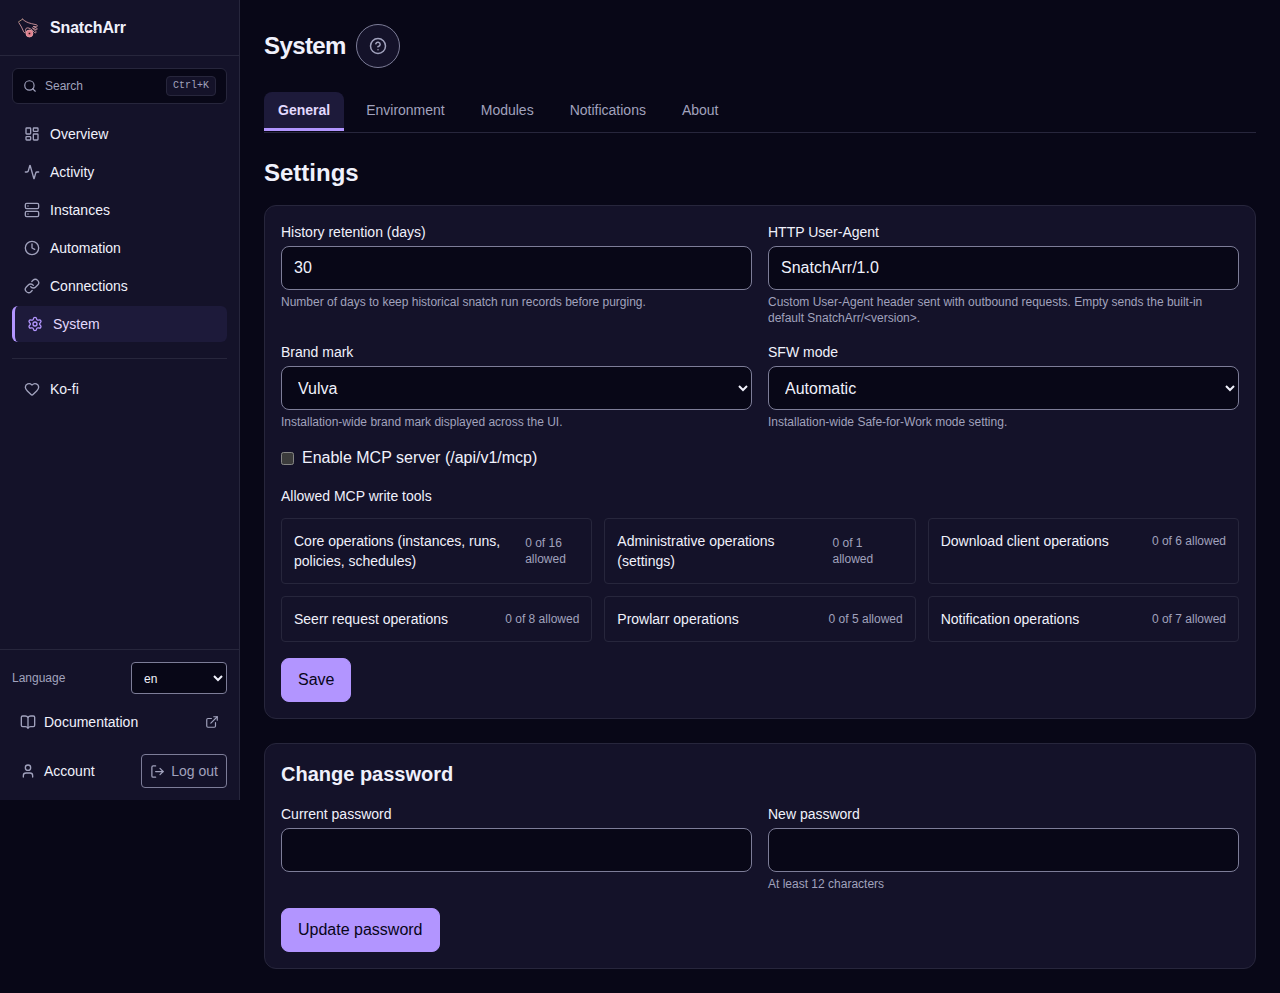 SnatchArr
Search
Ctrl+K
Overview
Activity
Instances
Automation
Connections
System
Ko-fi
Language
en
Documentation
Account
Log out
System
General
Environment
Modules
Notifications
About
Settings
History retention (days)
30
Number of days to keep historical snatch run records before purging.
HTTP User-Agent
SnatchArr/1.0
Custom User-Agent header sent with outbound requests. Empty sends the built-in
default SnatchArr/<version>.
Brand mark
Vulva
Installation-wide brand mark displayed across the UI.
SFW mode
Automatic
Installation-wide Safe-for-Work mode setting.
Enable MCP server (/api/v1/mcp)
Allowed MCP write tools
Core operations (instances, runs,
policies, schedules)
0 of 16
allowed
Administrative operations
(settings)
0 of 1
allowed
Download client operations
0 of 6 allowed
Seerr request operations
0 of 8 allowed
Prowlarr operations
0 of 5 allowed
Notification operations
0 of 7 allowed
Save
Change password
Current password
New password
At least 12 characters
Update password